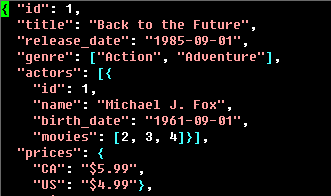 { "id": 1,
"title": "Back to the Future",
"release_date": "1985-09-01",
"genre": ["Action", "Adventure"],
"actors": [{
"id": 1,
"name": "Michael J. Fox",
"birth_date": "1961-09-01",
"movies": [2, 3, 4]}],
"prices": {
"CA": "$5.99",
"US": "$4.99"},